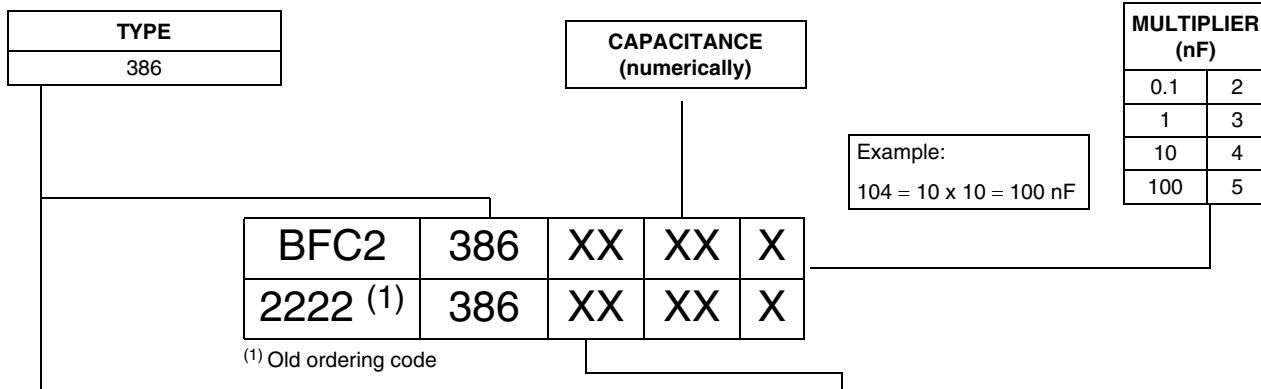 TYPE
386
CAPACITANCE
(numerically)
MULTIPLIER
(nF)
0.1 2
1 3
10 4
100 5
Example:
104 = 10 x 10 = 100 nF
BFC2 386 XX XX X
2222 (1) 386 XX XX X
(1) Old ordering code